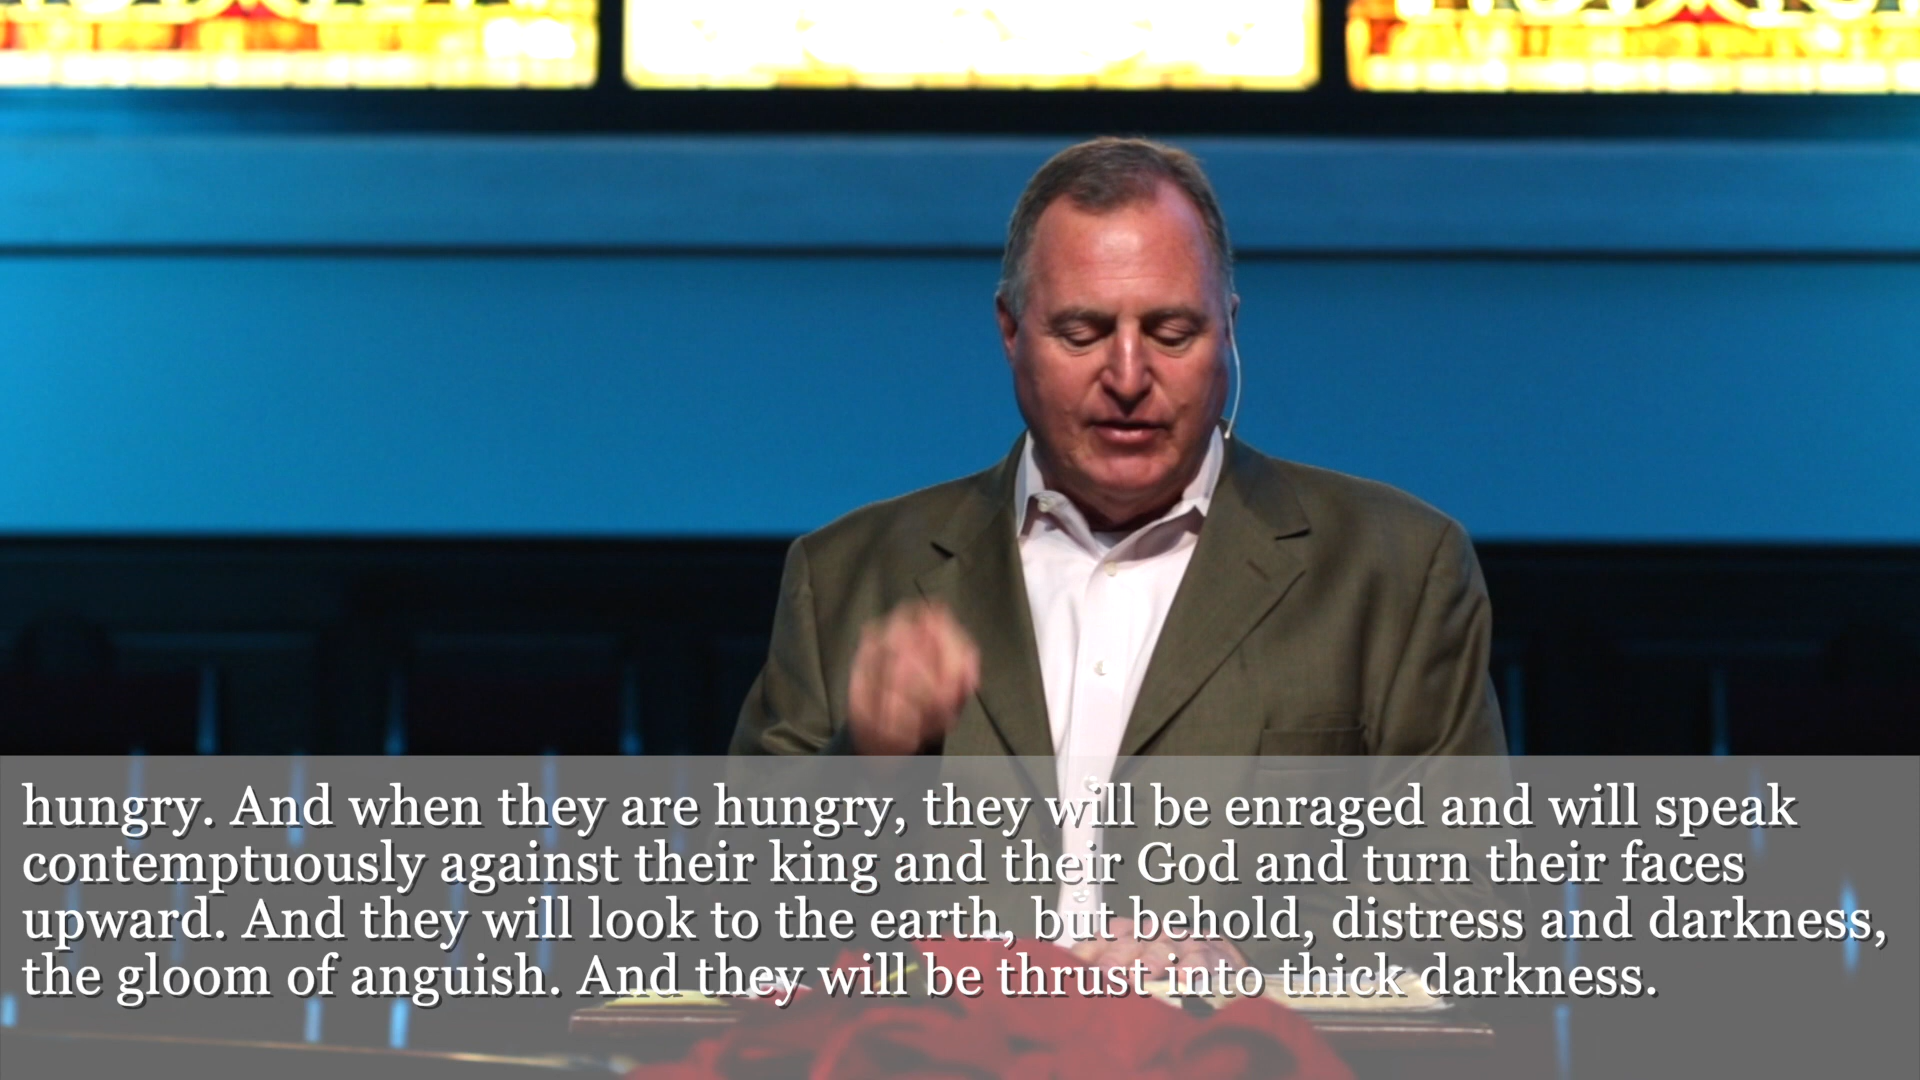 hungry. And when they are hungry, they will be enraged and will speak
contemptuously against their king and their God and turn their faces
upward. And they will look to the earth, but behold, distress and darkness,
the gloom of anguish. And they will be thrust into thick darkness.